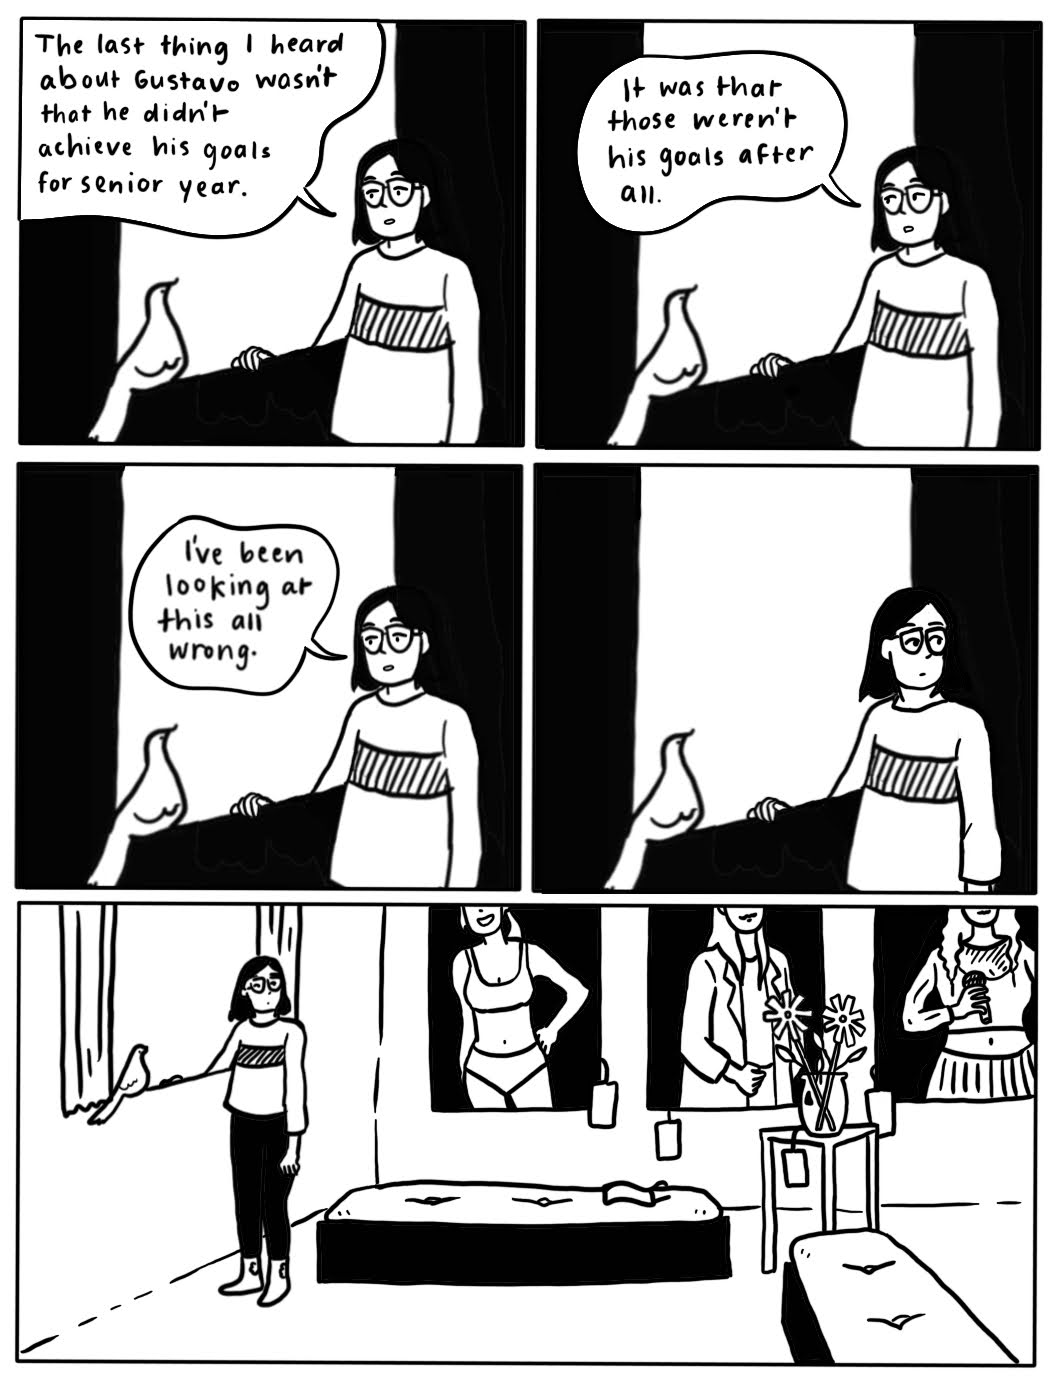 The last thing I heard
about Gustavo wasn't
that he didn't
achieve his goals
for senior year.
It was that
those weren't
his goals after
all.
I've been
looking at
this all
wrong.